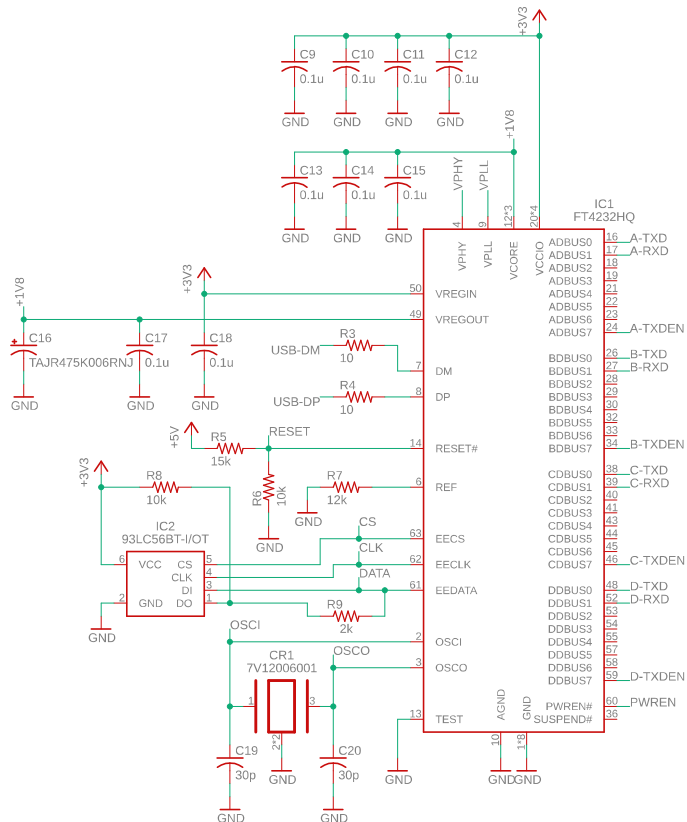 +3V3
C9
C10
C11
C12
0.1u
0.1u
0.1u
0.1u
GND
GND
GND
GND
+1V8
C13
C14
C15
0.1u
0.1u
0.1u
GND
GND
GND
VPHY
VPLL
4
9
12*3
20*4
IC1
FT4232HQ
VPHY
VPLL
VCORE
VCCIO
ADBUS0 16 A-TXD
ADBUS1 17 A-RXD
ADBUS2 18
ADBUS3 19
ADBUS4 21
ADBUS5 22
ADBUS6 23
ADBUS7 24 A-TXDEN
BDBUS0 26 B-TXD
BDBUS1 27 B-RXD
BDBUS2 28
BDBUS3 29
BDBUS4 30
BDBUS5 32
BDBUS6 33
BDBUS7 34 B-TXDEN
CDBUS0 38 C-TXD
CDBUS1 39 C-RXD
CDBUS2 40
CDBUS3 41
CDBUS4 43
CDBUS5 44
CDBUS6 45
CDBUS7 46 C-TXDEN
DDBUS0 48 D-TXD
DDBUS1 52 D-RXD
DDBUS2 53
DDBUS3 54
DDBUS4 55
DDBUS5 57
DDBUS6 58
DDBUS7 59 D-TXDEN
PWREN# 60 PWREN
SUSPEND# 36
+3V3
50 VREGIN
+1V8
49 VREGOUT
C16
TAJR475K006RNJ
C17
0.1u
C18
0.1u
GND
GND
GND
R3
USB-DM
10
7 DM
R4
USB-DP
10
8 DP
+5V
R5
15k
RESET
14 RESET#
R6
10k
GND
R7
12k
6 REF
GND
+3V3
R8
10k
IC2
93LC56BT-I/OT
6 VCC
2 GND
CS 5
CLK 4
DI 3
DO 1
GND
CS
63 EECS
CLK
62 EECLK
DATA
61 EEDATA
R9
2k
OSCI
2 OSCI
OSCO
3 OSCO
CR1
7V12006001
1
3
2*2
GND
C19
30p
GND
C20
30p
GND
13 TEST
GND
AGND
GND
10
1*8
GND
GND